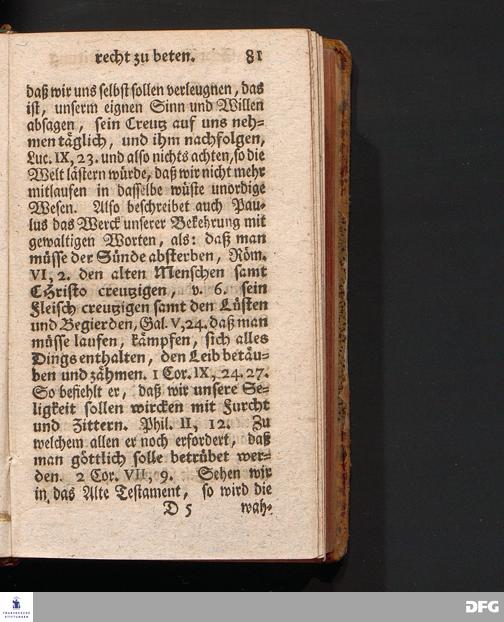 recht zu beten. 81
daß wir uns selbst sollen verleugnen, das
ist, unserm eignen Sinn und Willen
absagen, sein Creutz auf uns neh-
men täglich, und ihm nachfolgen,
Luc. IX, 23. und also nichts achten, so die
Welt lästern würde, daß wir nicht mehr
mitlaufen in dasselbe wüste unordige
Wesen. Also beschreibet auch Pau-
lus das Werck unserer Bekehrung mit
gewaltigen Worten, als: daß man
müsse der Sünde absterben, Röm.
VI, 2. den alten Menschen samt
CHristo creutzigen, v. 6. sein
Fleisch creutzigen samt den Lüsten
und Begierden, Gal. V, 24. daß man
müsse laufen, kämpfen, sich alles
Dings enthalten, den Leib betäu-
ben und zähmen. 1 Cor. IX, 24. 27.
So befiehlt er, daß wir unsere Se-
ligkeit sollen wircken mit Furcht
und Zittern. Phil. II, 12. Zu
welchem allen er noch erfordert, daß
man göttlich solle betrübet wer-
den. 2 Cor. VII, 9. Sehen wir
in das Alte Testament, so wird die
D 5 wah-
FRANCKESCHE
STIFTUNGEN
DFG